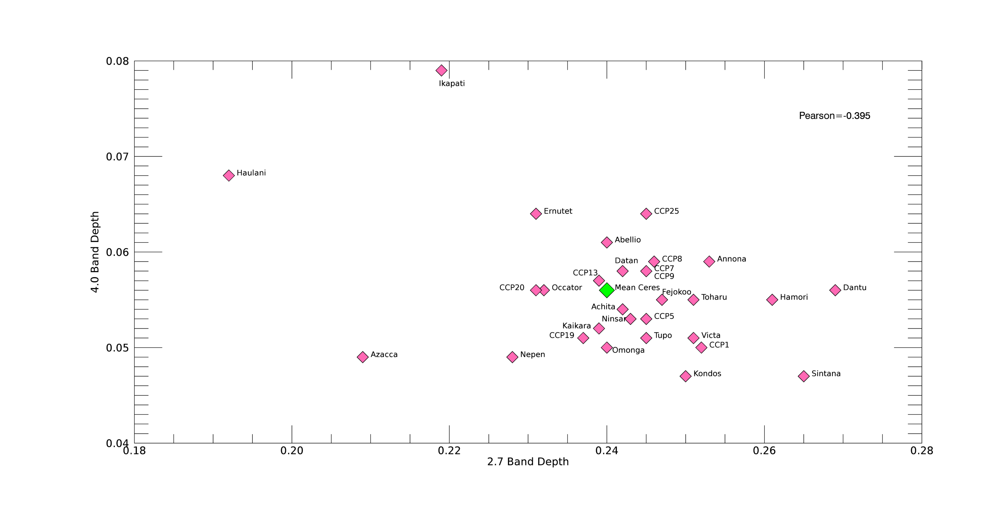 0.08
Ikapati
Pearson=-0.395
0.07
Haulani
Ernutet
CCP25
Abellio
0.06
Datan
CCP8
Annona
CCP7
CCP13
CCP9
CCP20
Occator
Mean Ceres
Dantu
Fejokoo
Toharu
Hamori
Achita
Ninsar
CCP5
Kaikara
CCP19
Tupo
Victa
0.05
CCP1
Omonga
Azacca
Nepen
Kondos
Sintana
0.04
4.0 Band Depth
0.18
0.20
0.22
0.24
0.26
0.28
2.7 Band Depth